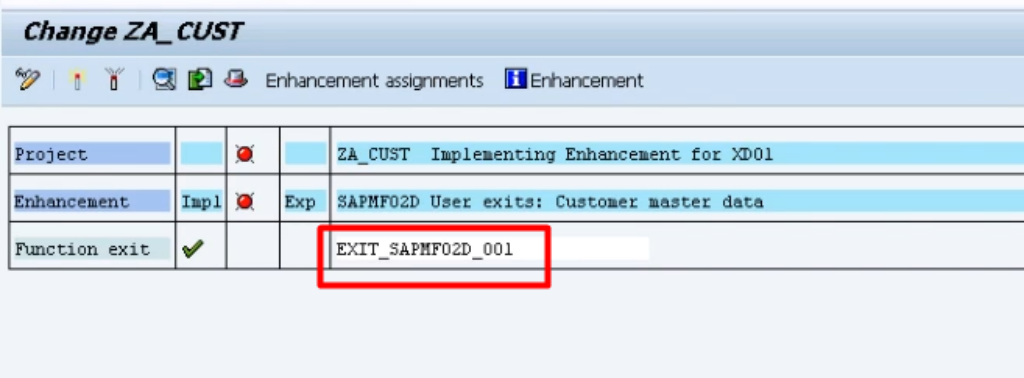 Change ZA_CUST
Enhancement assignments Enhancement
Project ZA_CUST Implementing Enhancement for XD01
Enhancement Impl Exp SAPMF02D User exits: Customer master data
Function exit EXIT_SAPMF02D_001